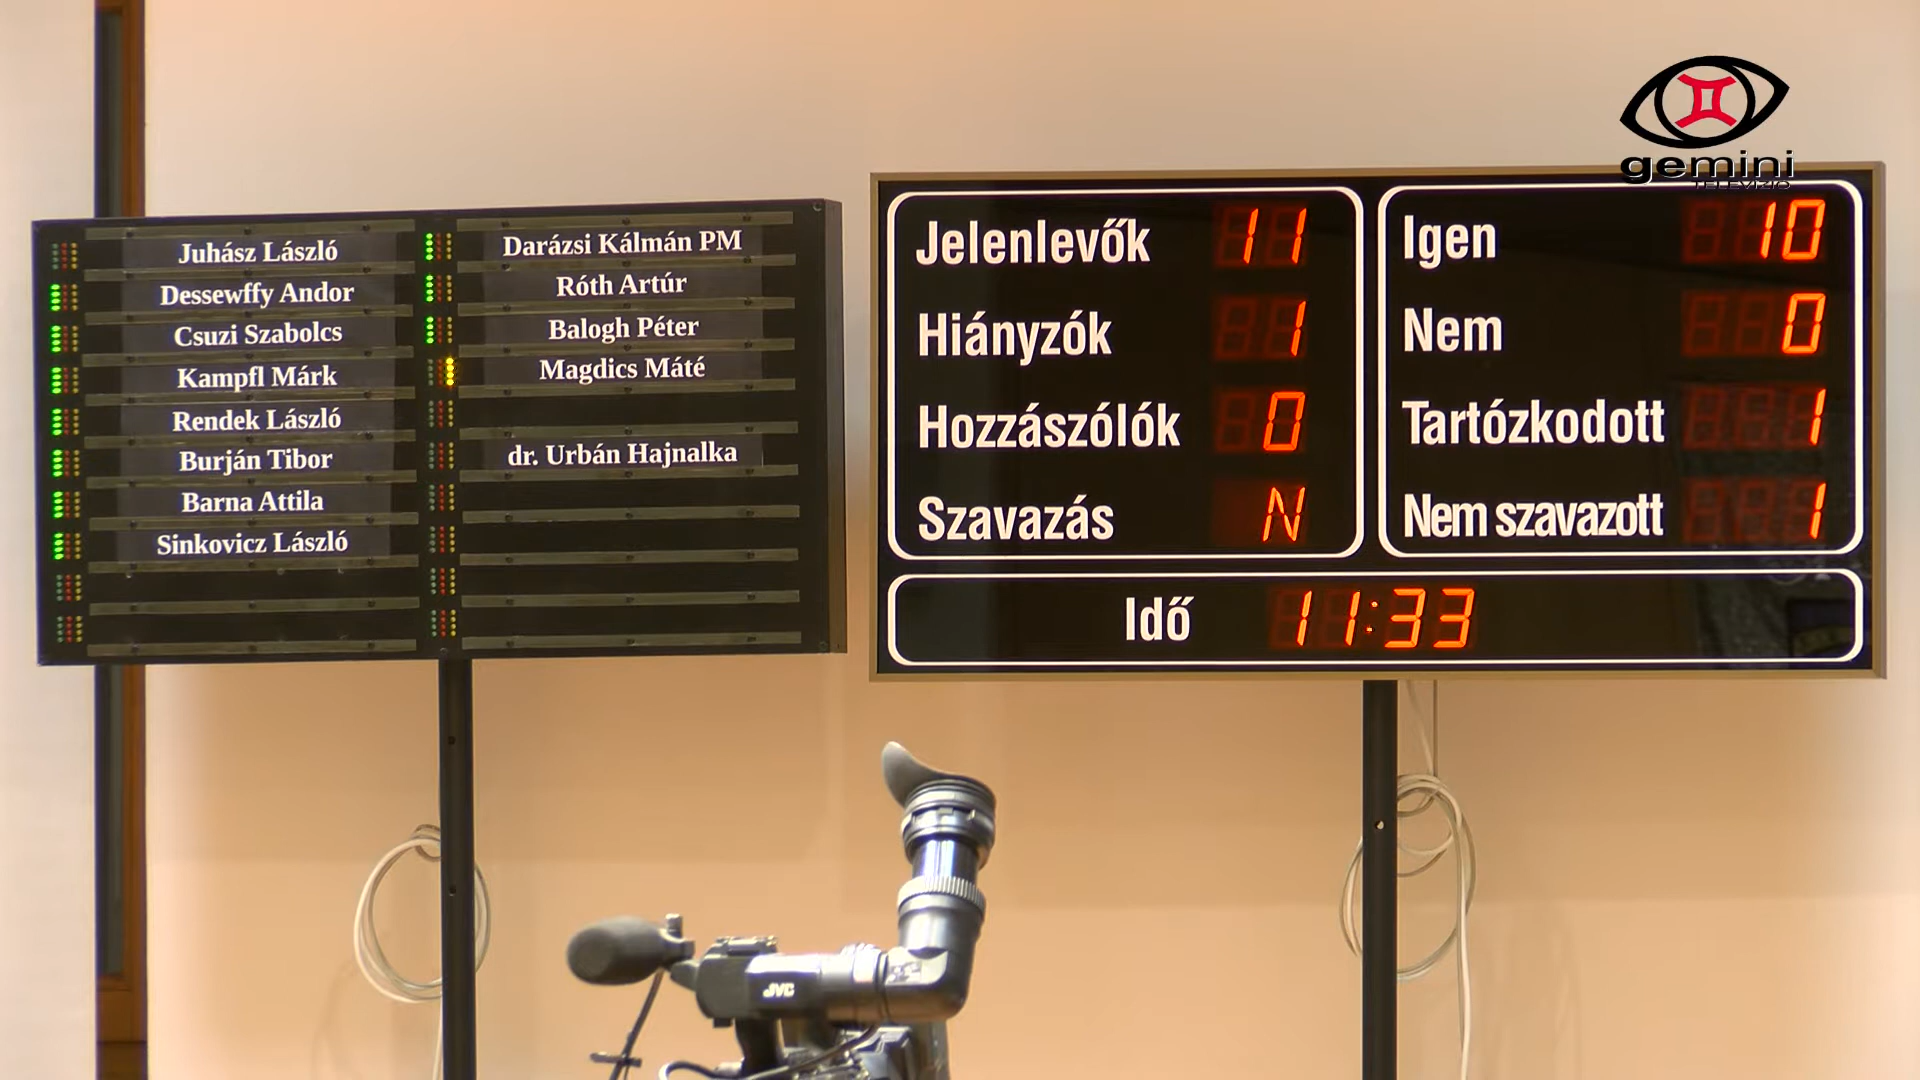 gemini
TELEVÍZIÓ
Juhász László
Dessewffy Andor
Csuzi Szabolcs
Kampfl Márk
Rendek László
Burján Tibor
Barna Attila
Sinkovicz László
Darázsi Kálmán PM
Róth Artúr
Balogh Péter
Magdics Máté
dr. Urbán Hajnalka
Jelenlevők 11
Hiányzók 1
Hozzászólók 0
Szavazás N
Igen 10
Nem 0
Tartózkodott 1
Nem szavazott 1
Idő 11:33
JVC